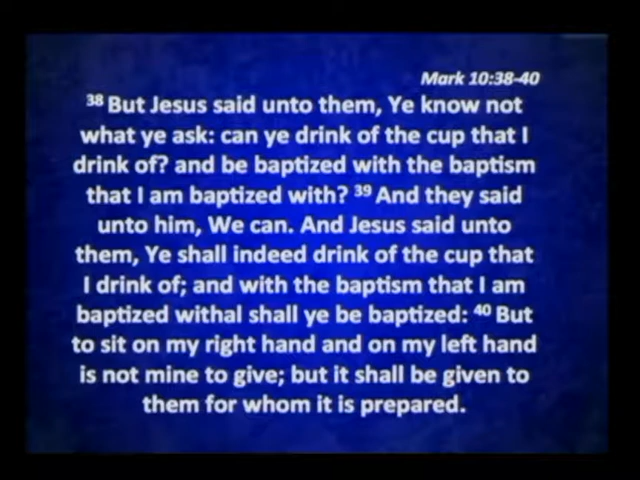 Mark 10:38-40
38 But Jesus said unto them, Ye know not
what ye ask: can ye drink of the cup that I
drink of? and be baptized with the baptism
that I am baptized with? 39 And they said
unto him, We can. And Jesus said unto
them, Ye shall indeed drink of the cup that
I drink of; and with the baptism that I am
baptized withal shall ye be baptized: 40 But
to sit on my right hand and on my left hand
is not mine to give; but it shall be given to
them for whom it is prepared.